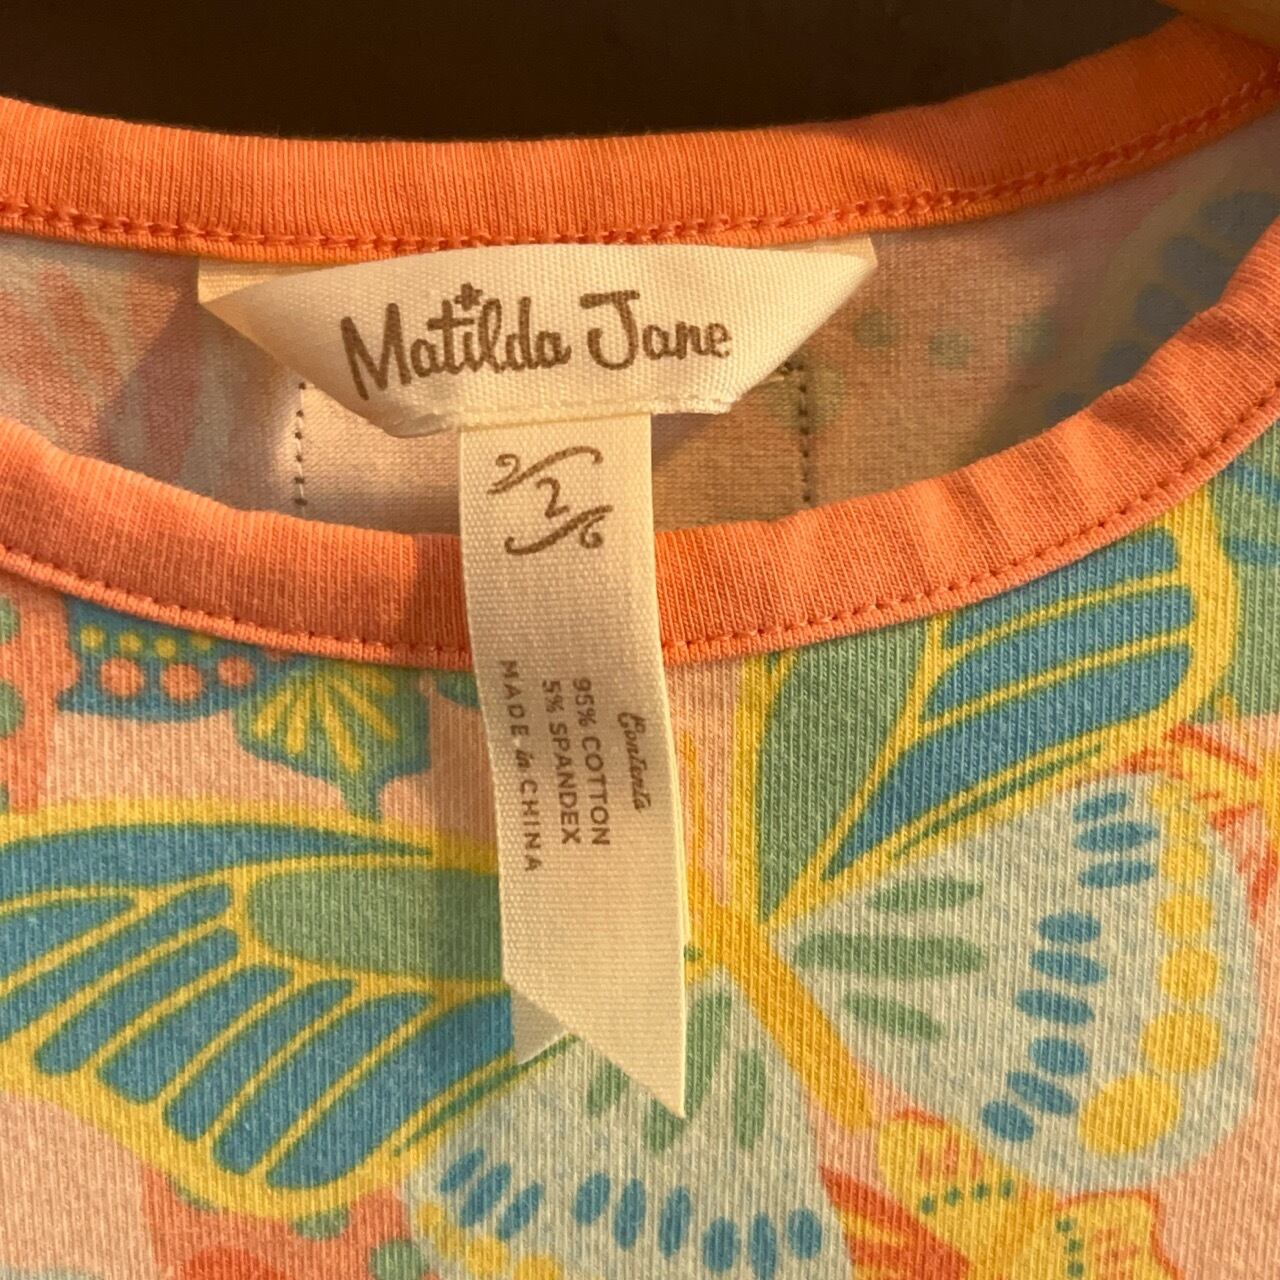 Matilda Jane
2
Contents
95% COTTON
5% SPANDEX
MADE in CHINA